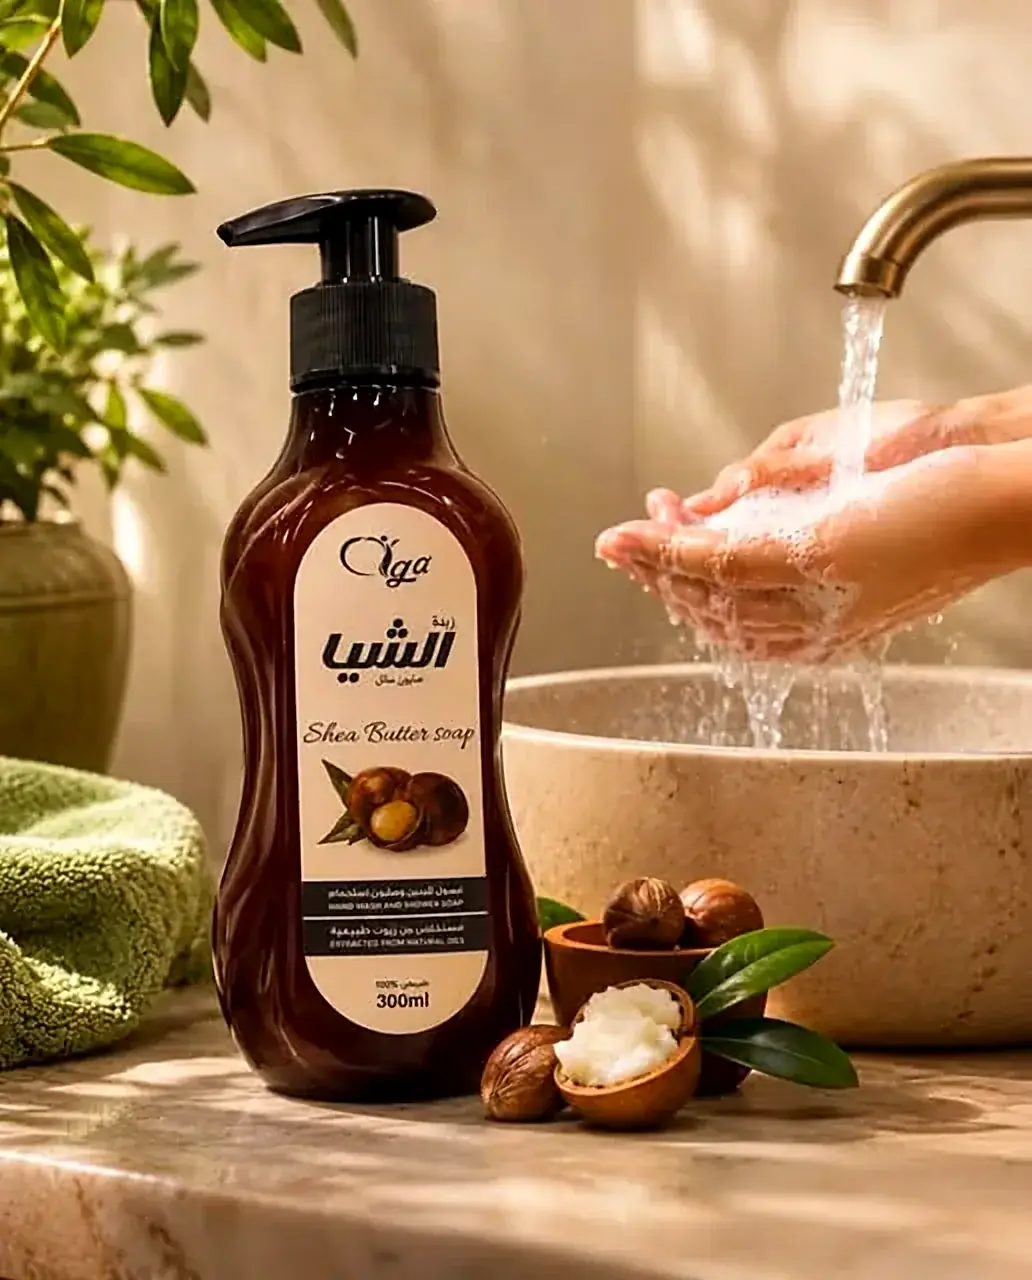 Olga
زبدة
الشيا
صابون سائل
Shea Butter soap
غسول لليدين وصابون استحمام
HAND WASH AND SHOWER SOAP
مستخلص من زيوت طبيعية
EXTRACTED FROM NATURAL OILS
طبيعي 100%
300ml